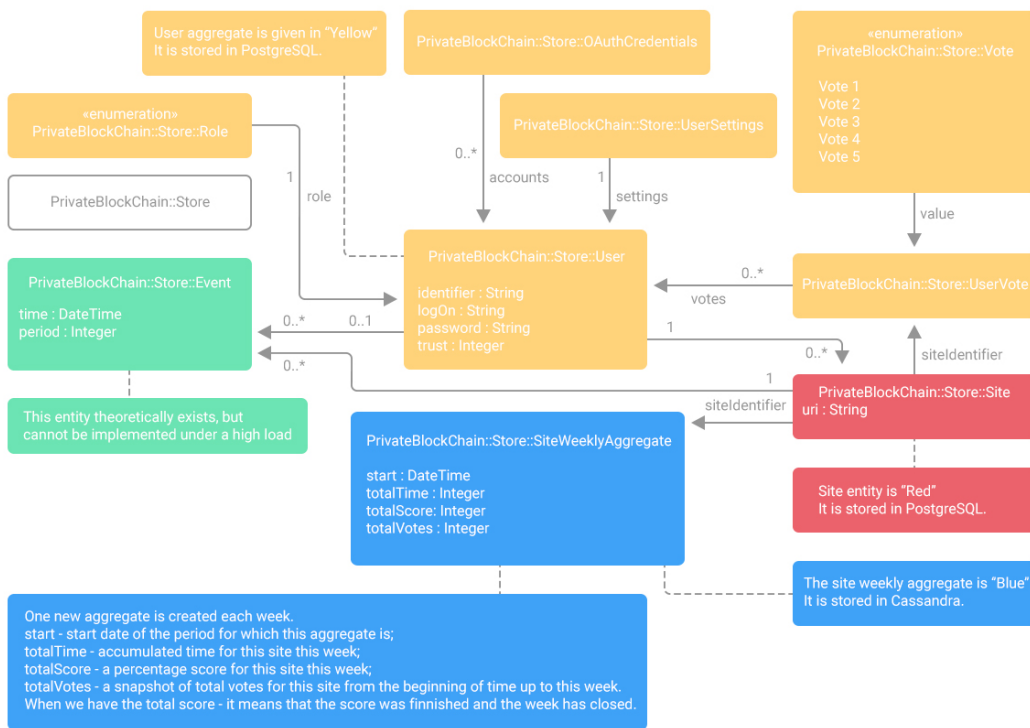 User aggregate is given in "Yellow"
It is stored in PostgreSQL.
PrivateBlockChain::Store::OAuthCredentials
«enumeration»
PrivateBlockChain::Store::Vote
Vote 1
Vote 2
Vote 3
Vote 4
Vote 5
«enumeration»
PrivateBlockChain::Store::Role
PrivateBlockChain::Store::UserSettings
0..*
accounts
1
settings
1
role
value
PrivateBlockChain::Store
PrivateBlockChain::Store::User
identifier : String
logOn : String
password : String
trust : Integer
PrivateBlockChain::Store::Event
time : DateTime
period : Integer
0..*
votes
PrivateBlockChain::Store::UserVote
0..*
0..1
1
0..*
siteIdentifier
0..*
1
PrivateBlockChain::Store::Site
uri : String
siteIdentifier
This entity theoretically exists, but
cannot be implemented under a high load
PrivateBlockChain::Store::SiteWeeklyAggregate
start : DateTime
totalTime : Integer
totalScore: Integer
totalVotes : Integer
Site entity is "Red"
It is stored in PostgreSQL.
The site weekly aggregate is "Blue"
It is stored in Cassandra.
One new aggregate is created each week.
start - start date of the period for which this aggregate is;
totalTime - accumulated time for this site this week;
totalScore - a percentage score for this site this week;
totalVotes - a snapshot of total votes for this site from the beginning of time up to this week.
When we have the total score - it means that the score was finnished and the week has closed.